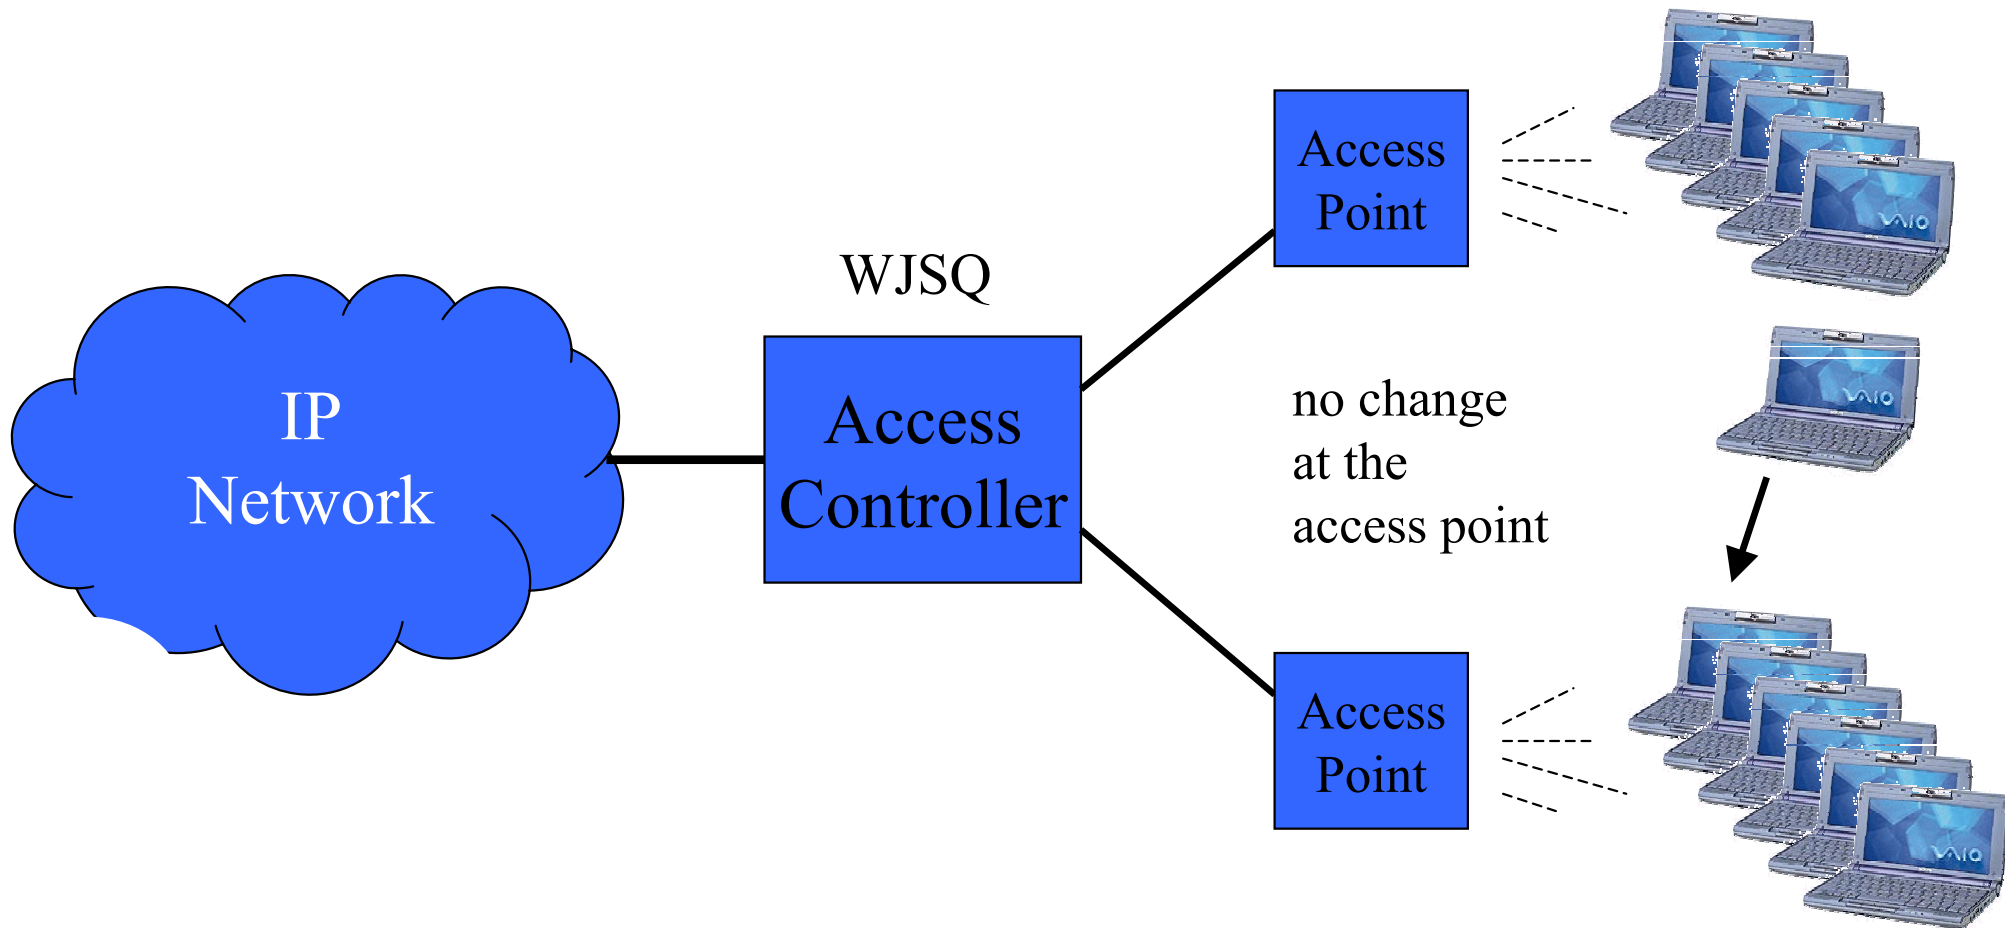 IP
Network
WJSQ
Access
Controller
Access
Point
no change
at the
access point
Access
Point
VAIO
VAIO
VAIO